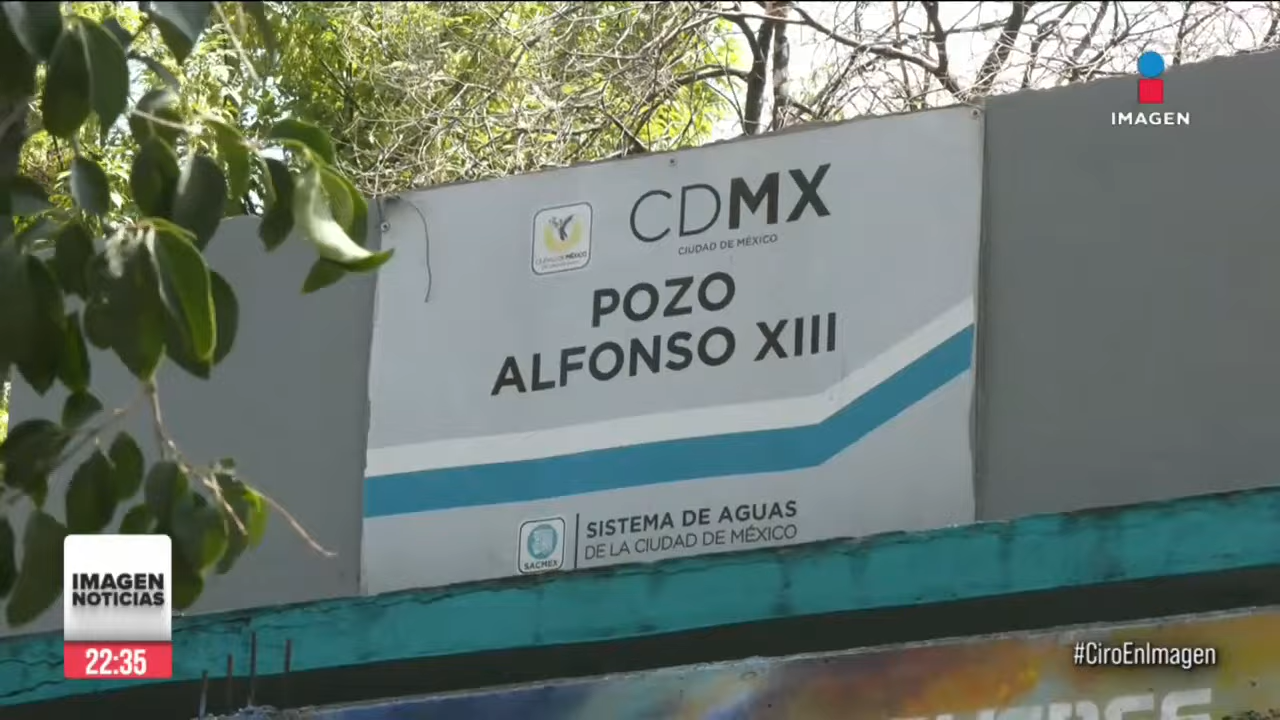 IMAGEN
CDMX
CIUDAD DE MÉXICO
POZO
ALFONSO XIII
SISTEMA DE AGUAS
DE LA CIUDAD DE MÉXICO
SACMEX
IMAGEN
NOTICIAS
22:35
#CiroEnImagen